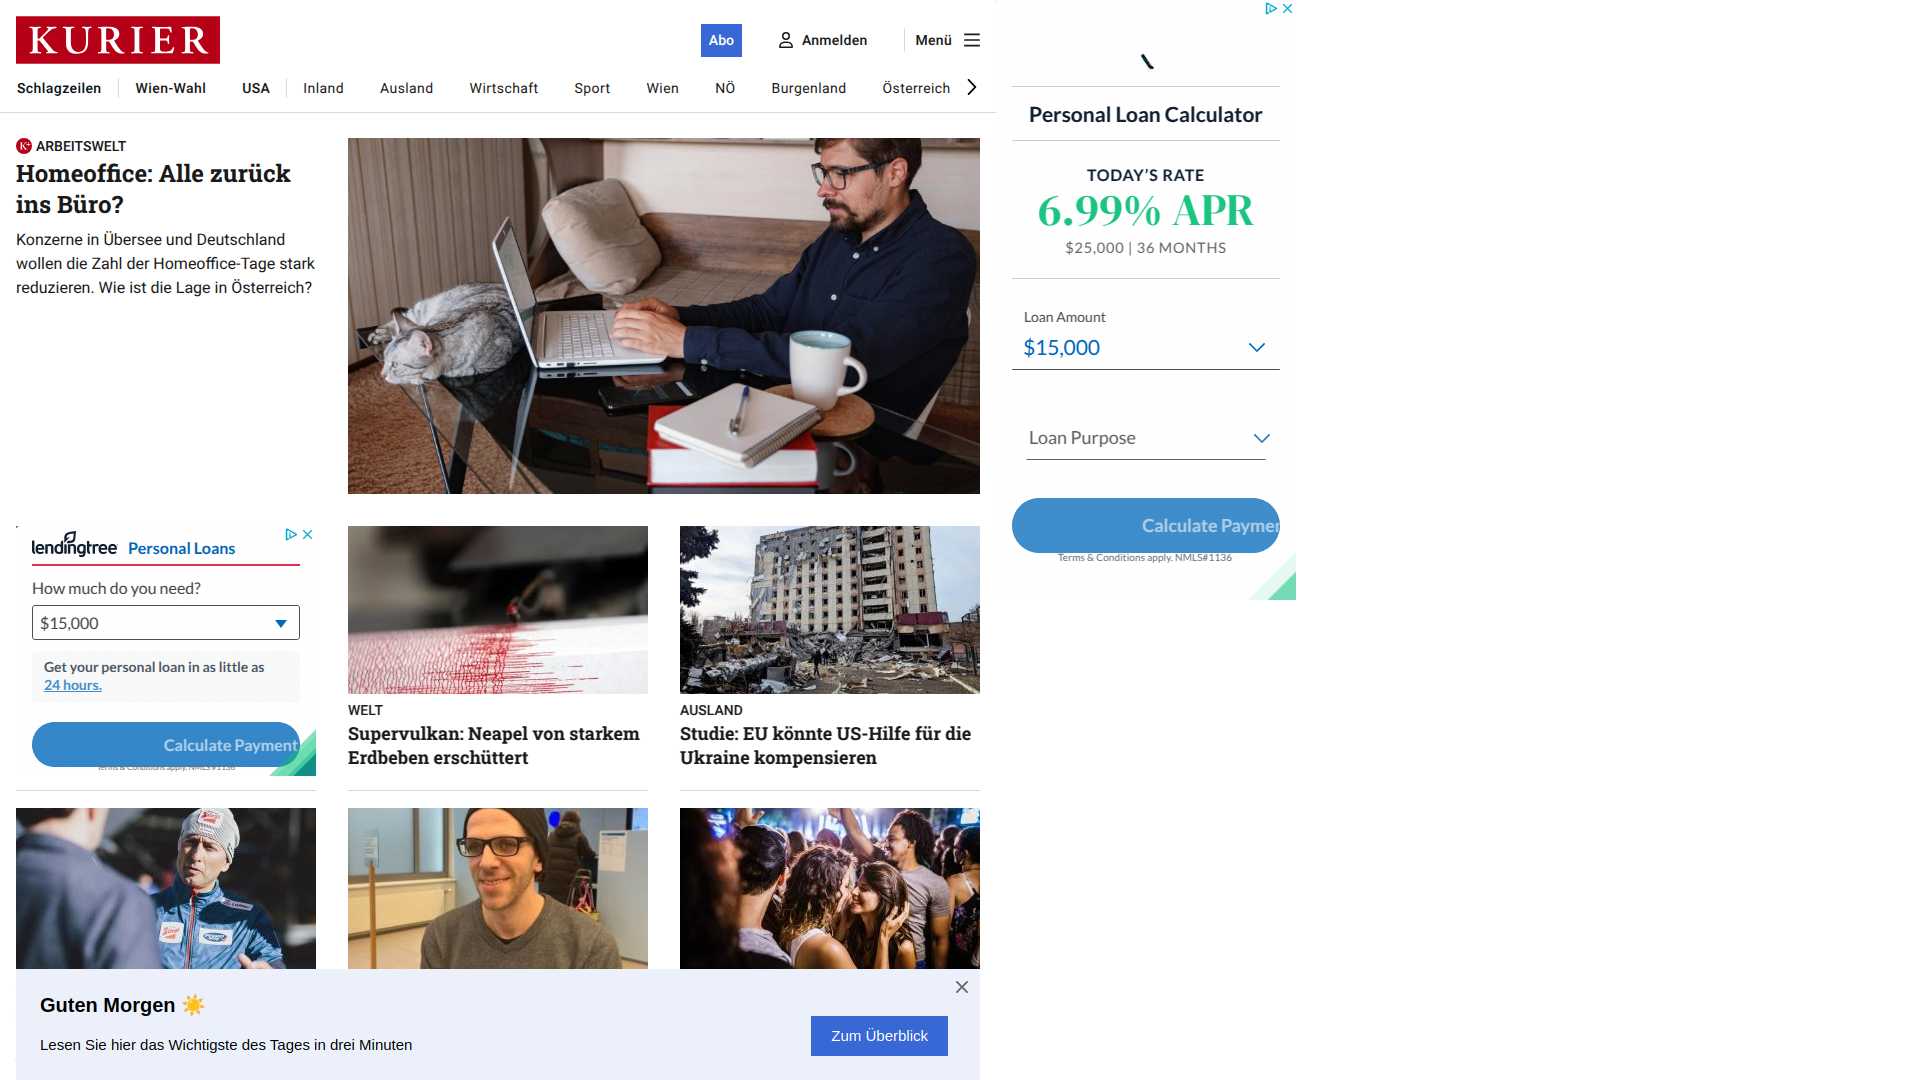 KURIER
Abo
Anmelden
Menü
Schlagzeilen
Wien-Wahl
USA
Inland
Ausland
Wirtschaft
Sport
Wien
NÖ
Burgenland
Österreich
ARBEITSWELT
Homeoffice: Alle zurück
ins Büro?
Konzerne in Übersee und Deutschland
wollen die Zahl der Homeoffice-Tage stark
reduzieren. Wie ist die Lage in Österreich?
Personal Loan Calculator
TODAY'S RATE
6.99% APR
$25,000 | 36 MONTHS
Loan Amount
$15,000
Loan Purpose
Calculate Paymen
Terms & Conditions apply. NMLS#1136
lendingtree Personal Loans
How much do you need?
$15,000
Get your personal loan in as little as
24 hours.
Calculate Payment
Terms & Conditions apply. NMLS#1136
WELT
Supervulkan: Neapel von starkem
Erdbeben erschüttert
AUSLAND
Studie: EU könnte US-Hilfe für die
Ukraine kompensieren
Guten Morgen ☀️
Lesen Sie hier das Wichtigste des Tages in drei Minuten
Zum Überblick